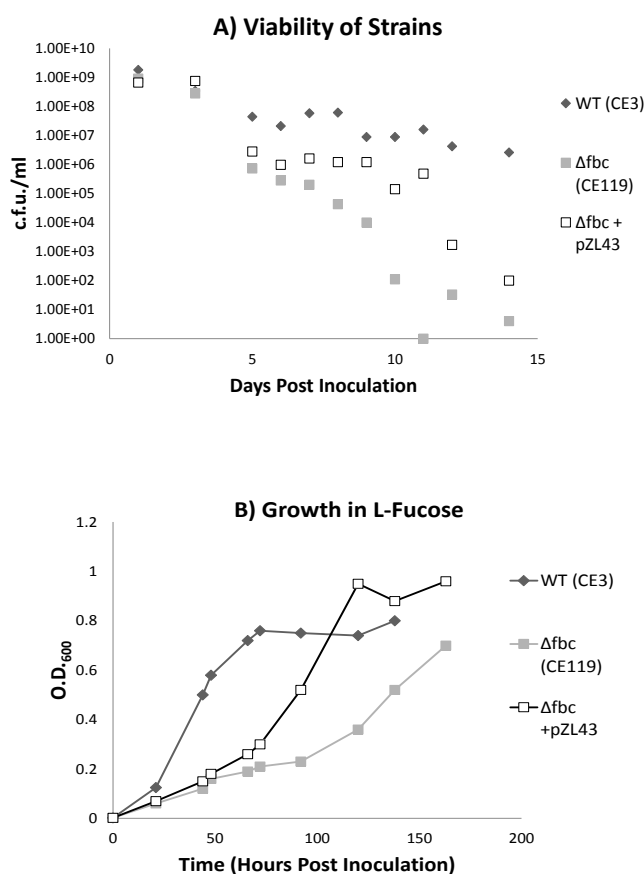 A) Viability of Strains
1.00E+10
1.00E+09
1.00E+08
1.00E+07
1.00E+06
1.00E+05
1.00E+04
1.00E+03
1.00E+02
1.00E+01
1.00E+00
c.f.u./ml
0 5 10 15
Days Post Inoculation
WT (CE3)
Δfbc
(CE119)
Δfbc +
pZL43
B) Growth in L-Fucose
1.2
1
0.8
0.6
0.4
0.2
0
O.D.600
0 50 100 150 200
Time (Hours Post Inoculation)
WT (CE3)
Δfbc
(CE119)
Δfbc
+pZL43